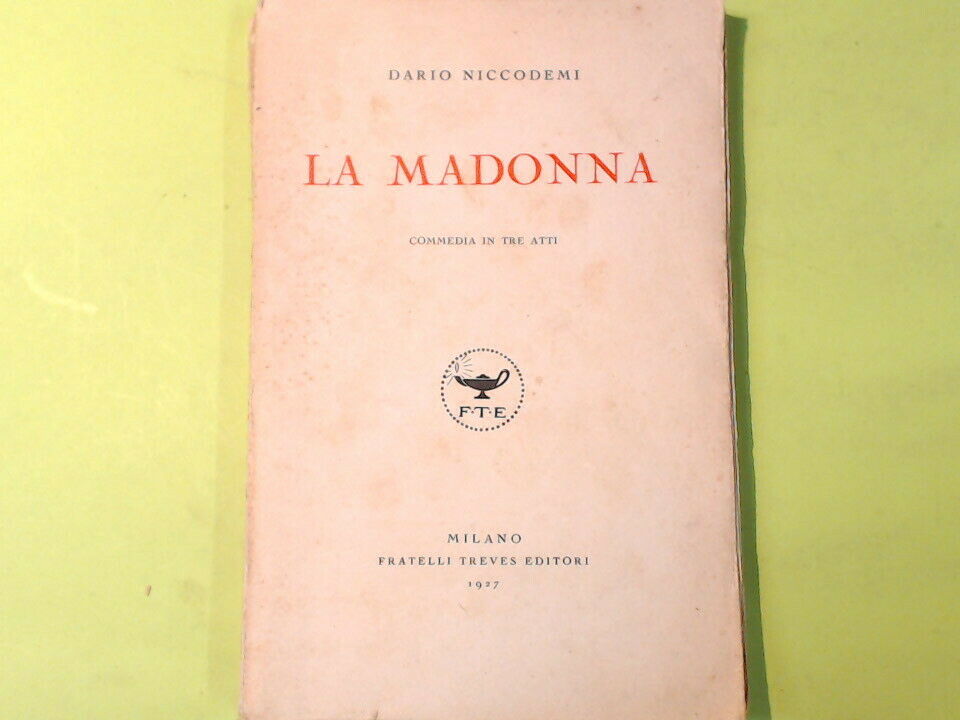 DARIO NICCODEMI
LA MADONNA
COMMEDIA IN TRE ATTI
F·T·E
MILANO
FRATELLI TREVES EDITORI
1927